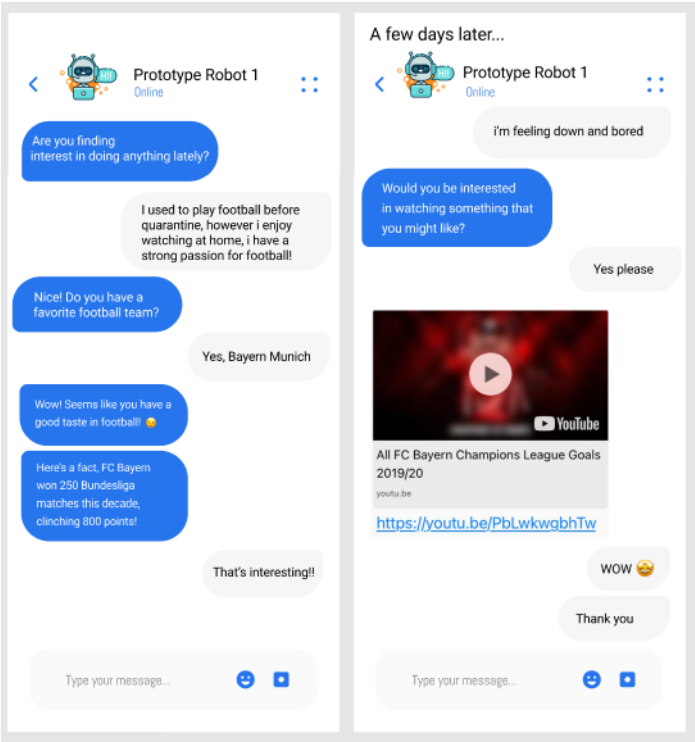 Prototype Robot 1
Online
Are you finding
interest in doing anything lately?
I used to play football before
quarantine, however i enjoy
watching at home, i have a
strong passion for football!
Nice! Do you have a
favorite football team?
Yes, Bayern Munich
Wow! Seems like you have a
good taste in football! 😏
Here's a fact, FC Bayern
won 250 Bundesliga
matches this decade,
clinching 800 points!
That's interesting!!
Type your message...
A few days later...
HI!
Prototype Robot 1
Online
i'm feeling down and bored
Would you be interested
in watching something that
you might like?
Yes please
YouTube
All FC Bayern Champions League Goals
2019/20
youtu.be
https://youtu.be/PbLwkwgbhTw
WOW 🤩
Thank you
Type your message...